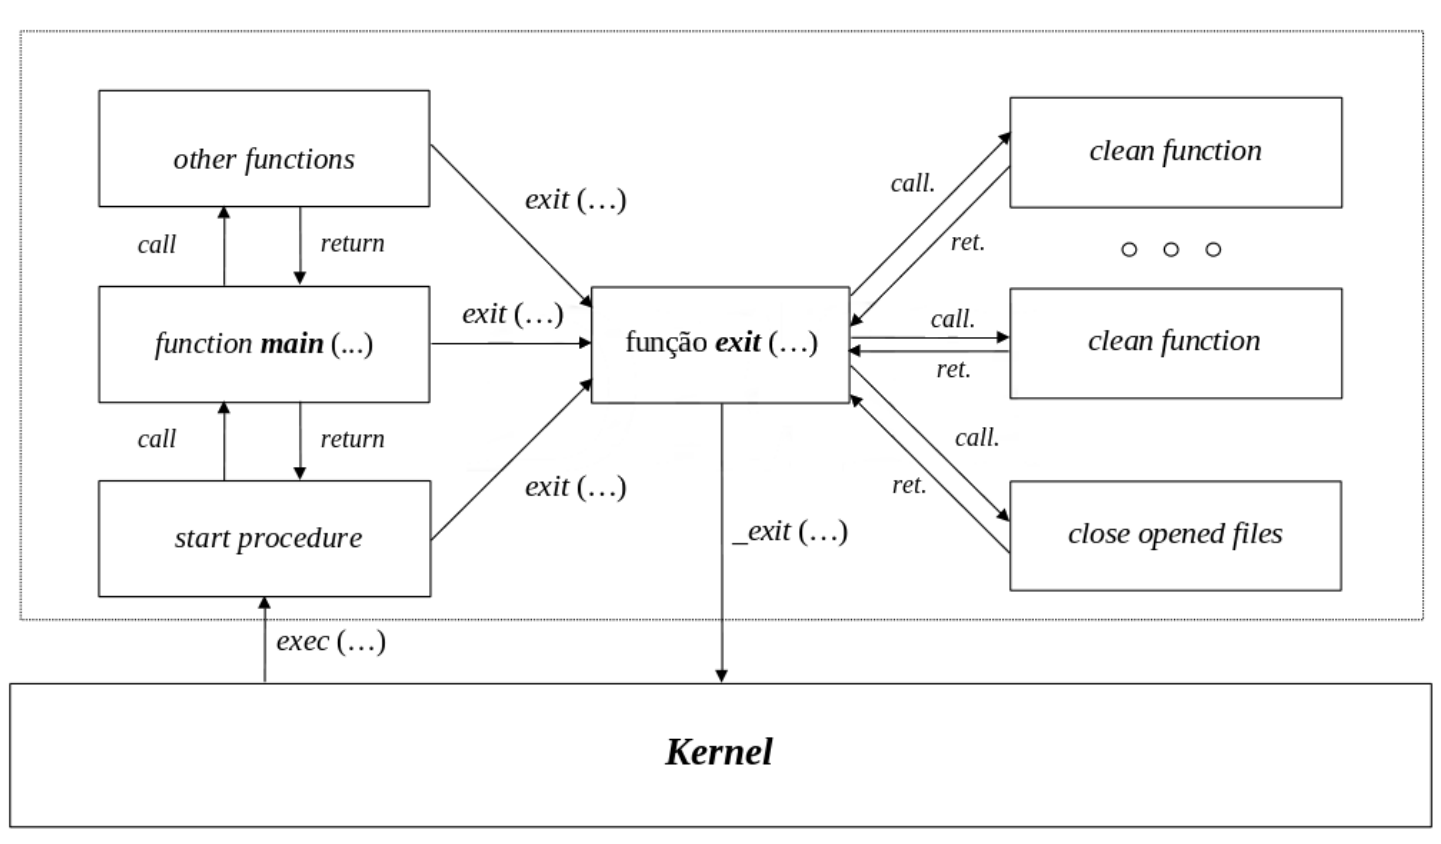 other functions
call
return
function main (...)
call
return
start procedure
exec (…)
exit (…)
exit (…)
exit (…)
função exit (…)
_exit (…)
call.
ret.
call.
ret.
call.
ret.
clean function
clean function
close opened files
Kernel